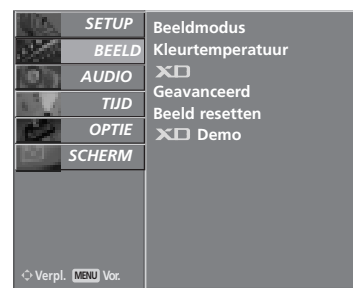 SETUP
BEELD
AUDIO
TIJD
OPTIE
SCHERM
Verpl. MENU Vor.
Beeldmodus
Kleurtemperatuur
XD
Geavanceerd
Beeld resetten
XD Demo